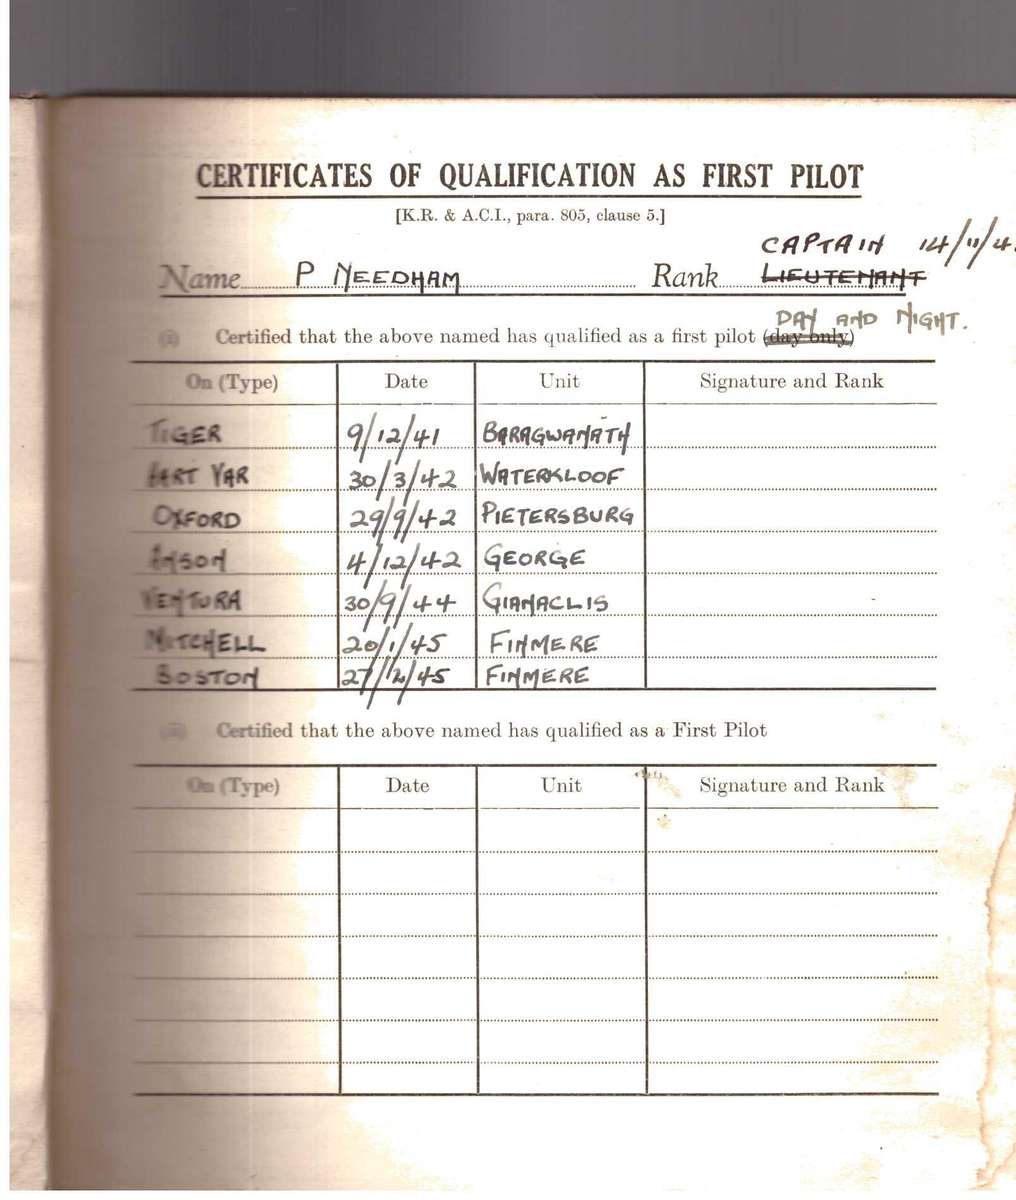 CERTIFICATES OF QUALIFICATION AS FIRST PILOT
[K.R. & A.C.I., para. 805, clause 5.]
CAPTAIN 14/11/4
Name P NEEDHAM Rank LIEUTENANT
DAY AND NIGHT.
(i) Certified that the above named has qualified as a first pilot (day only)
On (Type) Date Unit Signature and Rank
TIGER 9/12/41 BARAGWANATH
HART VAR 30/3/42 WATERKLOOF
OXFORD 29/9/42 PIETERSBURG
ANSON 4/12/42 GEORGE
VENTURA 30/9/44 GIANACLIS
MITCHELL 20/1/45 FINMERE
BOSTON 27/2/45 FINMERE
(ii) Certified that the above named has qualified as a First Pilot
On (Type) Date Unit Signature and Rank